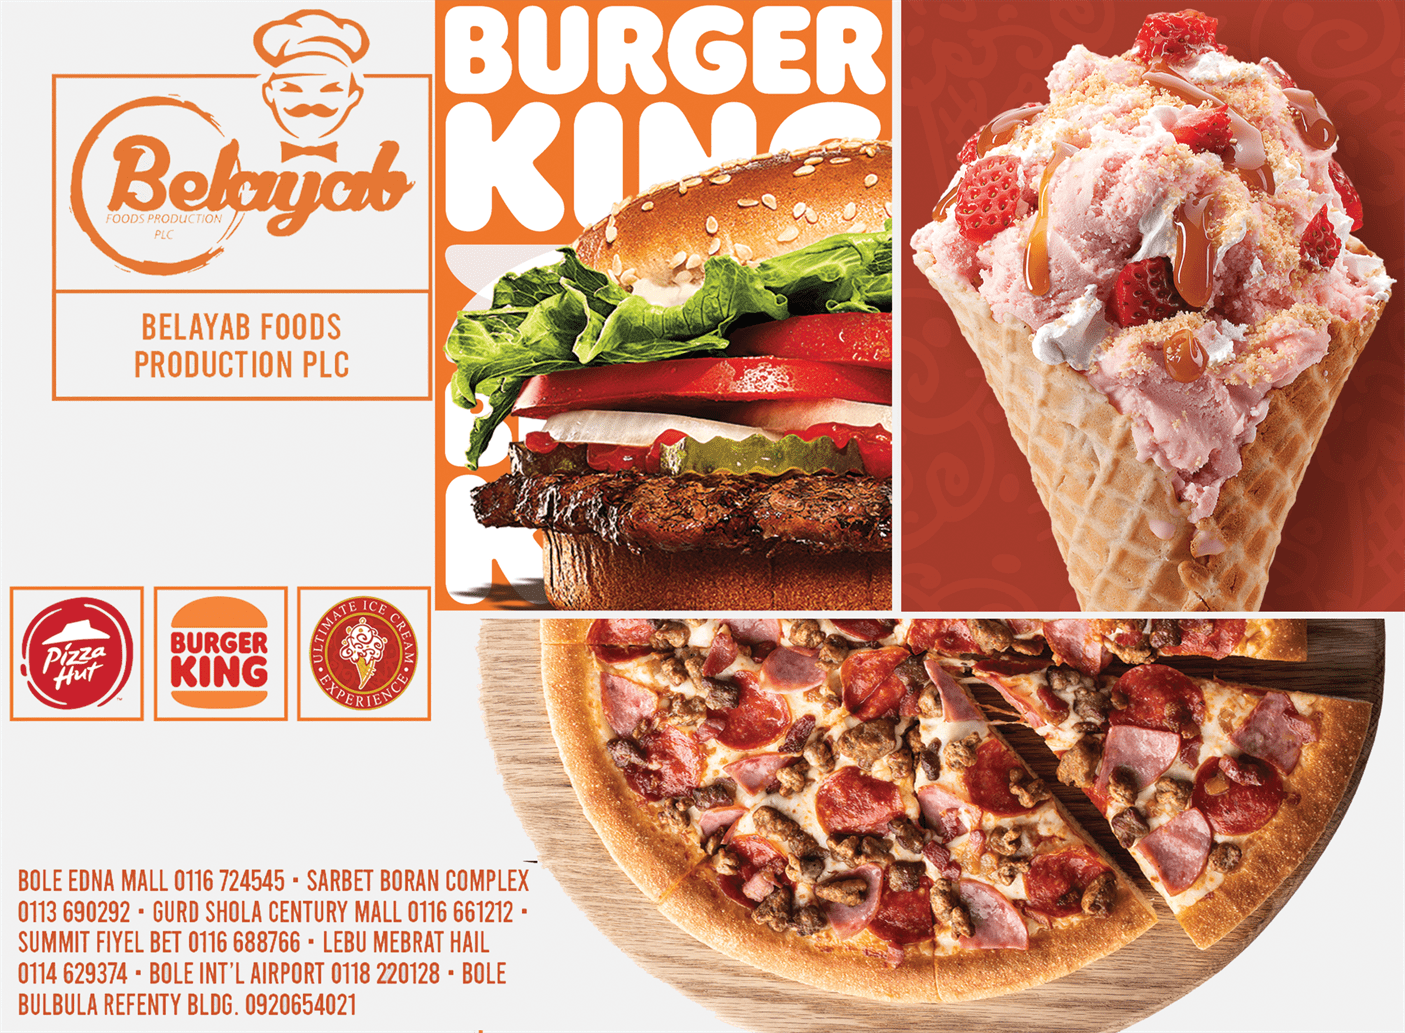 Belayab
FOODS PRODUCTION
PLC
BELAYAB FOODS
PRODUCTION PLC
BURGER
KING
Pizza
Hut
BURGER
KING
ULTIMATE ICE CREAM
EXPERIENCE
BOLE EDNA MALL 0116 724545 • SARBET BORAN COMPLEX
0113 690292 • GURD SHOLA CENTURY MALL 0116 661212 •
SUMMIT FIYEL BET 0116 688766 • LEBU MEBRAT HAIL
0114 629374 • BOLE INT'L AIRPORT 0118 220128 • BOLE
BULBULA REFENTY BLDG. 0920654021